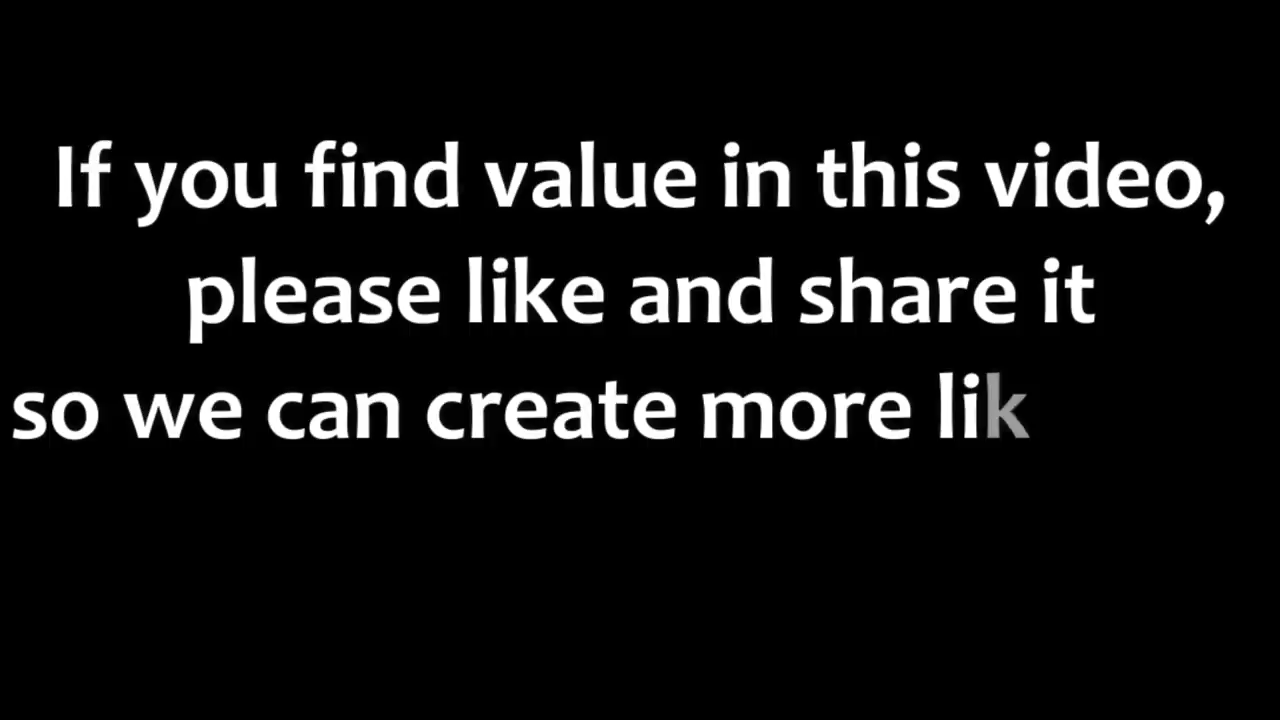 If you find value in this video,
please like and share it
so we can create more lik